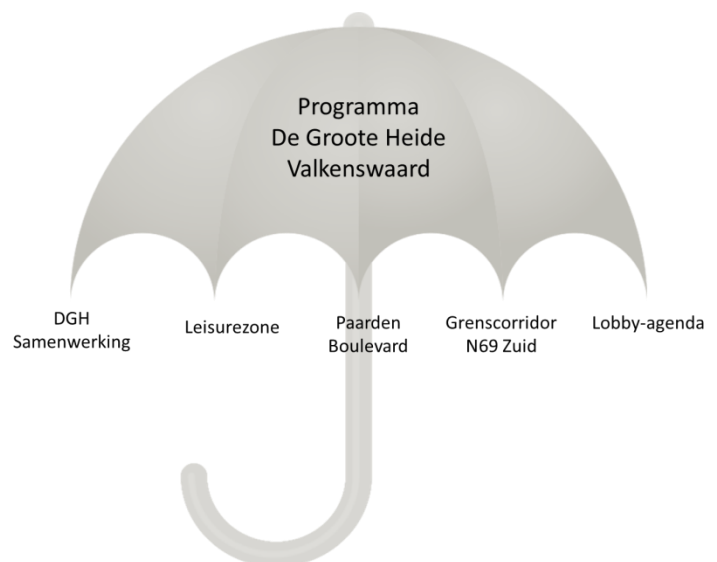 Programma
De Groote Heide
Valkenswaard
DGH
Samenwerking
Leisurezone
Paarden
Boulevard
Grenscorridor
N69 Zuid
Lobby-agenda